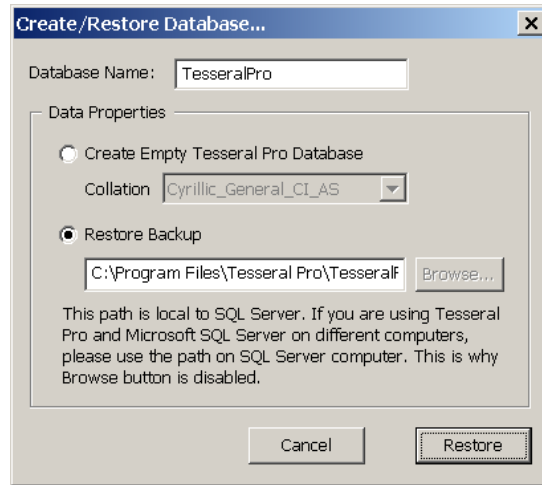 Create/Restore Database...
Database Name: TesseralPro
Data Properties
Create Empty Tesseral Pro Database
Collation Cyrillic_General_CI_AS
Restore Backup
C:\Program Files\Tesseral Pro\Tesseral
Browse...
This path is local to SQL Server. If you are using Tesseral
Pro and Microsoft SQL Server on different computers,
please use the path on SQL Server computer. This is why
Browse button is disabled.
Cancel Restore